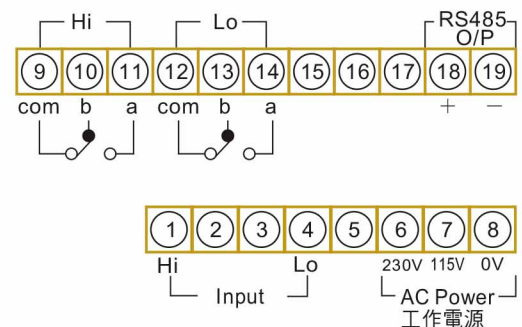 Hi Lo RS485
O/P
9 10 11 12 13 14 15 16 17 18 19
com b a com b a + −
1 2 3 4 5 6 7 8
Hi Lo 230V 115V 0V
Input AC Power
工作電源